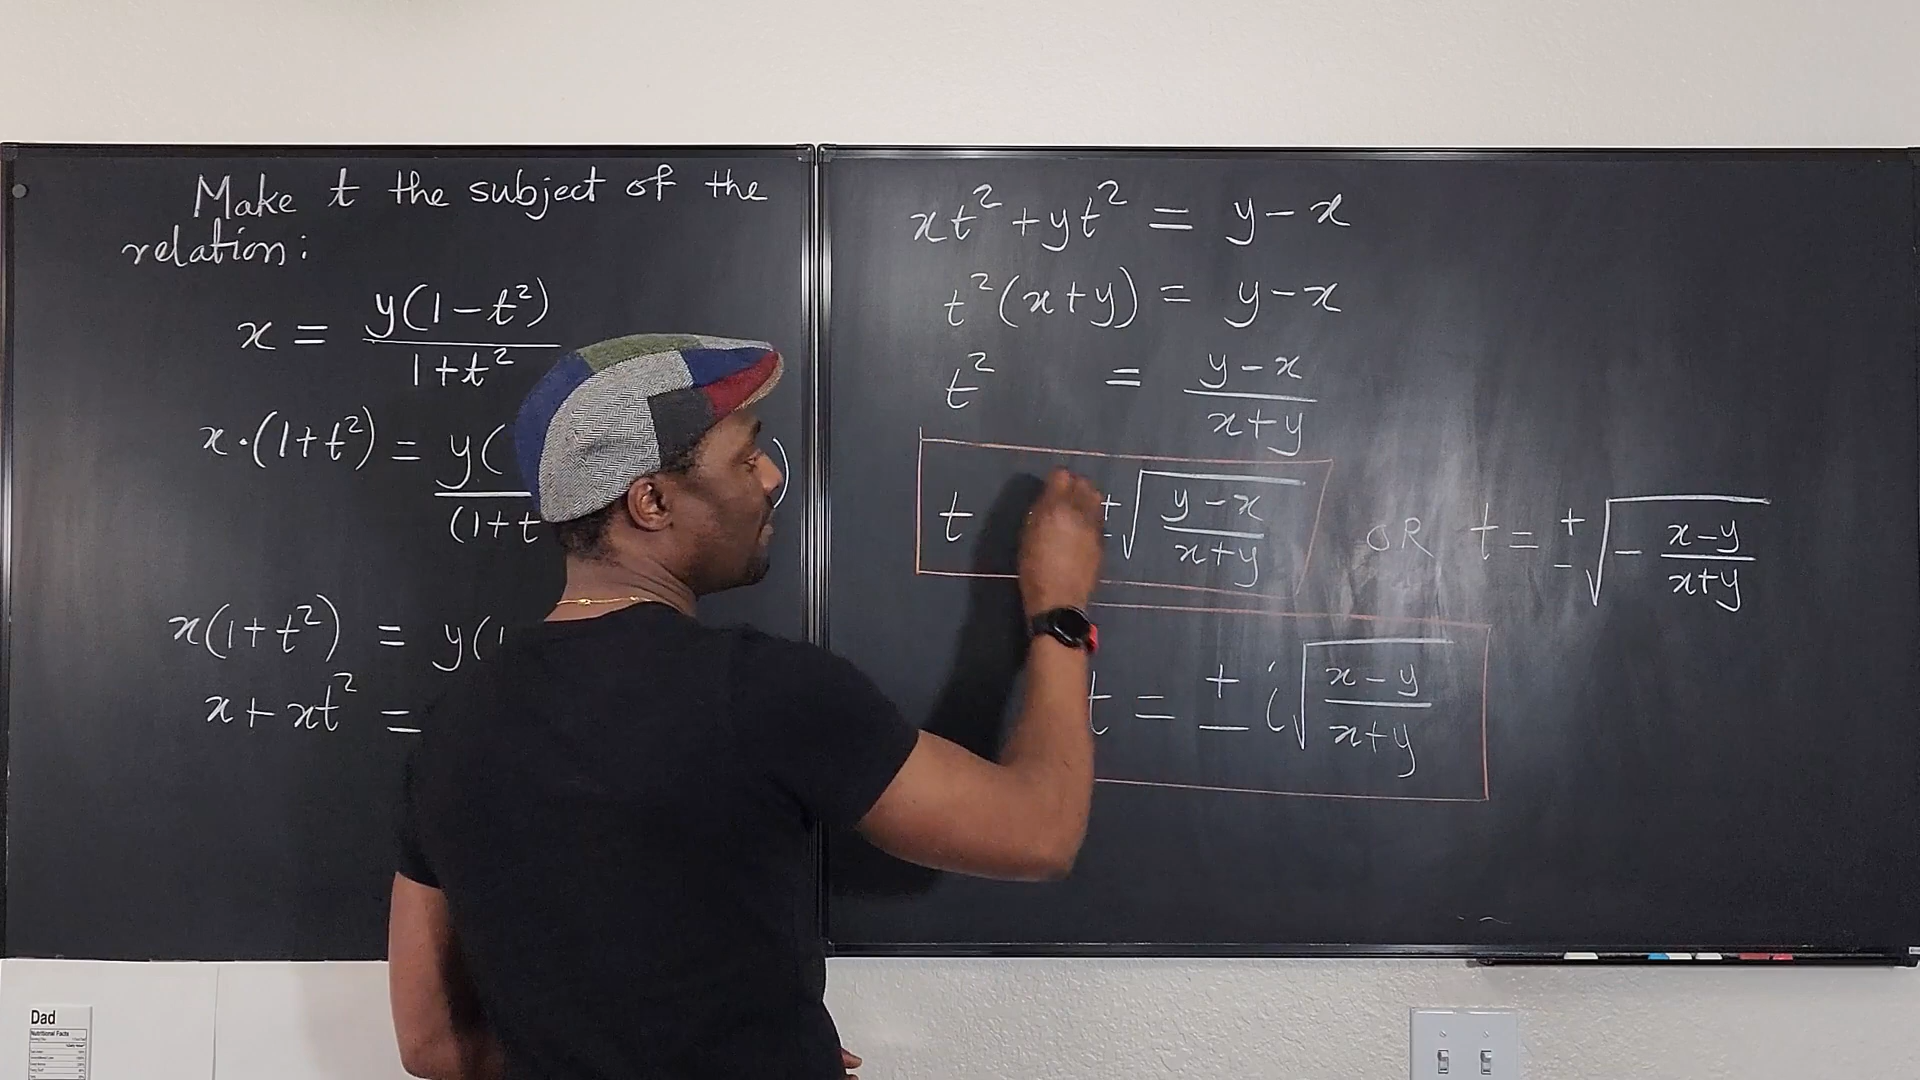 Make t the subject of the
relation:
x = y(1-t²)/1+t²
x·(1+t²) = y( )/(1+t
x(1+t²) = y(1
x + xt² =
xt² + yt² = y-x
t²(x+y) = y-x
t² = y-x/x+y
t ±√y-x/x+y OR t = ±√- x-y/x+y
t = ± i√x-y/x+y
Dad
Nutritional Facts